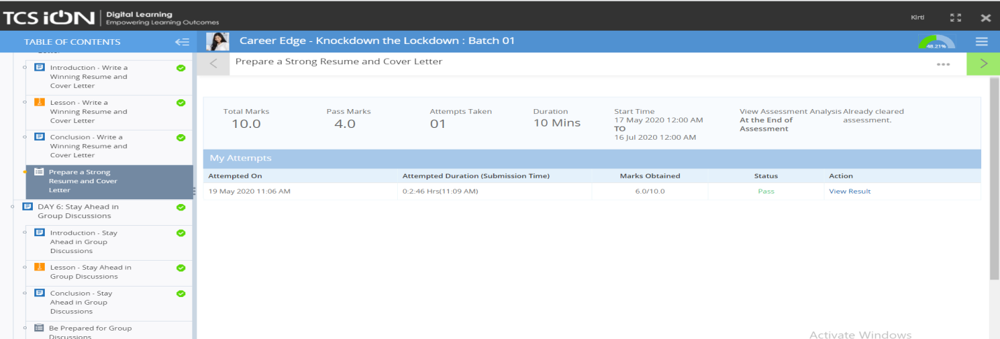 TCS iON
Digital Learning
Empowering Learning Outcomes
Kirti
TABLE OF CONTENTS
Career Edge - Knockdown the Lockdown : Batch 01
48.21%
Introduction - Write a
Winning Resume and
Cover Letter
Lesson - Write a
Winning Resume and
Cover Letter
Conclusion - Write a
Winning Resume and
Cover Letter
Prepare a Strong
Resume and Cover
Letter
DAY 6: Stay Ahead in
Group Discussions
Introduction - Stay
Ahead in Group
Discussions
Lesson - Stay Ahead in
Group Discussions
Conclusion - Stay
Ahead in Group
Discussions
Be Prepared for Group
Discussions
Prepare a Strong Resume and Cover Letter
Total Marks
10.0
Pass Marks
4.0
Attempts Taken
01
Duration
10 Mins
Start Time
17 May 2020 12:00 AM
TO
16 Jul 2020 12:00 AM
View Assessment Analysis
At the End of
Assessment
Already cleared
assessment.
My Attempts
Attempted On Attempted Duration (Submission Time) Marks Obtained Status Action
19 May 2020 11:06 AM 0:2:46 Hrs(11:09 AM) 6.0/10.0 Pass View Result
Activate Windows